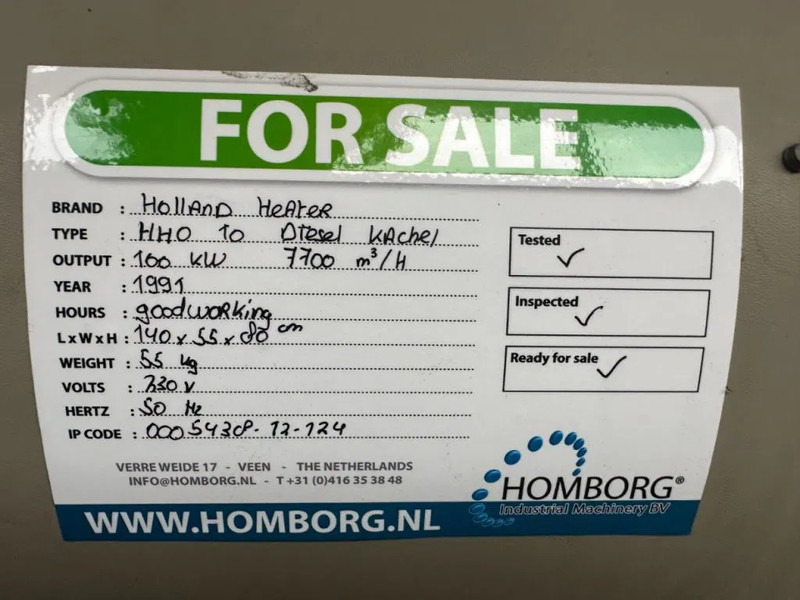 FOR SALE
BRAND : Holland Heater
TYPE : HHO 10 Diesel Kachel
OUTPUT : 100 kW 7700 m³/H
YEAR : 1991
HOURS : good working
L x W x H : 140 x 55 x 80 cm
WEIGHT : 55 kg
VOLTS : 230 V
HERTZ : 50 Hz
IP CODE : 0005430P-12-124
Tested ✓
Inspected ✓
Ready for sale ✓
VERRE WEIDE 17 - VEEN - THE NETHERLANDS
INFO@HOMBORG.NL - T +31 (0)416 35 38 48
HOMBORG®
Industrial Machinery BV
WWW.HOMBORG.NL